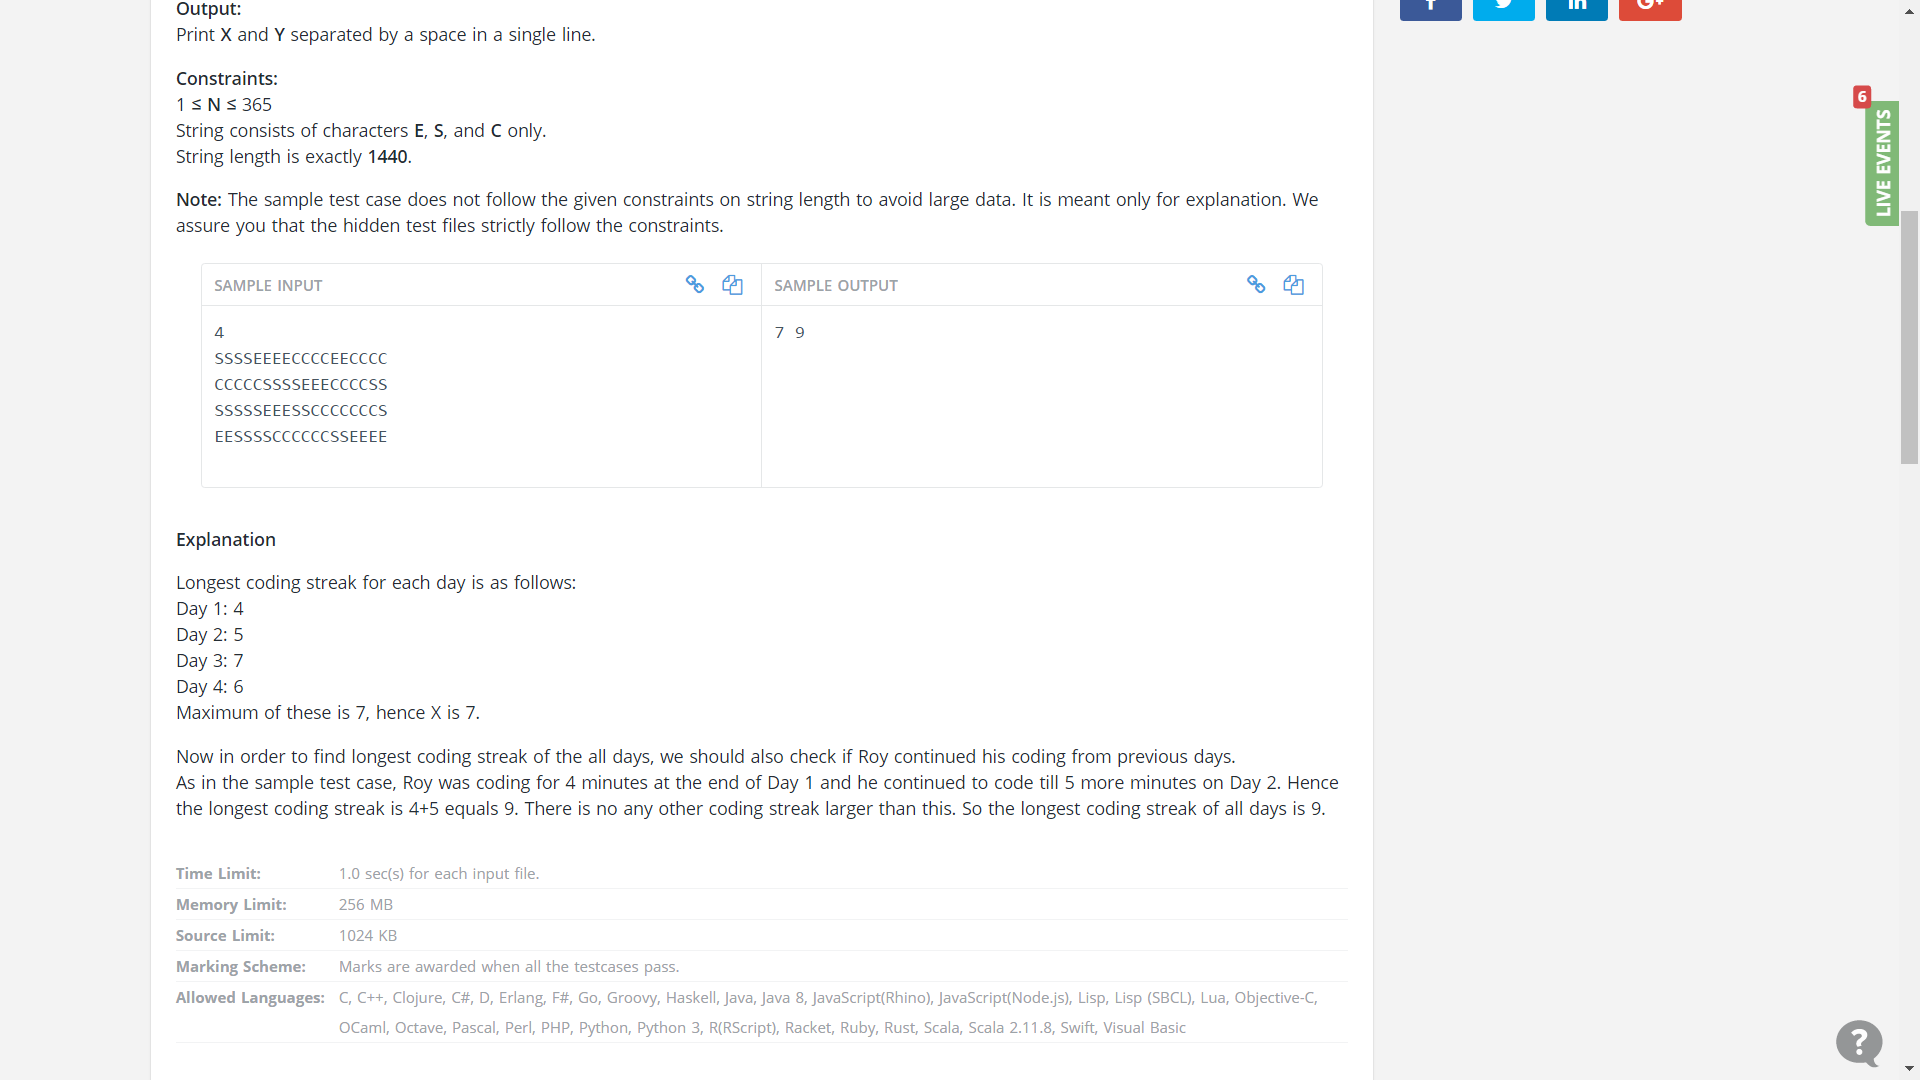 Output:
Print X and Y separated by a space in a single line.
Constraints:
1 ≤ N ≤ 365
String consists of characters E, S, and C only.
String length is exactly 1440.
Note: The sample test case does not follow the given constraints on string length to avoid large data. It is meant only for explanation. We
assure you that the hidden test files strictly follow the constraints.
SAMPLE INPUT
SAMPLE OUTPUT
4
SSSSEEEECCCCEECCCC
CCCCCSSSSEEECCCCSS
SSSSSEEESSCCCCCCCS
EESSSSCCCCCCSSEEEE
7 9
Explanation
Longest coding streak for each day is as follows:
Day 1: 4
Day 2: 5
Day 3: 7
Day 4: 6
Maximum of these is 7, hence X is 7.
Now in order to find longest coding streak of the all days, we should also check if Roy continued his coding from previous days.
As in the sample test case, Roy was coding for 4 minutes at the end of Day 1 and he continued to code till 5 more minutes on Day 2. Hence
the longest coding streak is 4+5 equals 9. There is no any other coding streak larger than this. So the longest coding streak of all days is 9.
Time Limit: 1.0 sec(s) for each input file.
Memory Limit: 256 MB
Source Limit: 1024 KB
Marking Scheme: Marks are awarded when all the testcases pass.
Allowed Languages: C, C++, Clojure, C#, D, Erlang, F#, Go, Groovy, Haskell, Java, Java 8, JavaScript(Rhino), JavaScript(Node.js), Lisp, Lisp (SBCL), Lua, Objective-C,
OCaml, Octave, Pascal, Perl, PHP, Python, Python 3, R(RScript), Racket, Ruby, Rust, Scala, Scala 2.11.8, Swift, Visual Basic
6
LIVE EVENTS
?